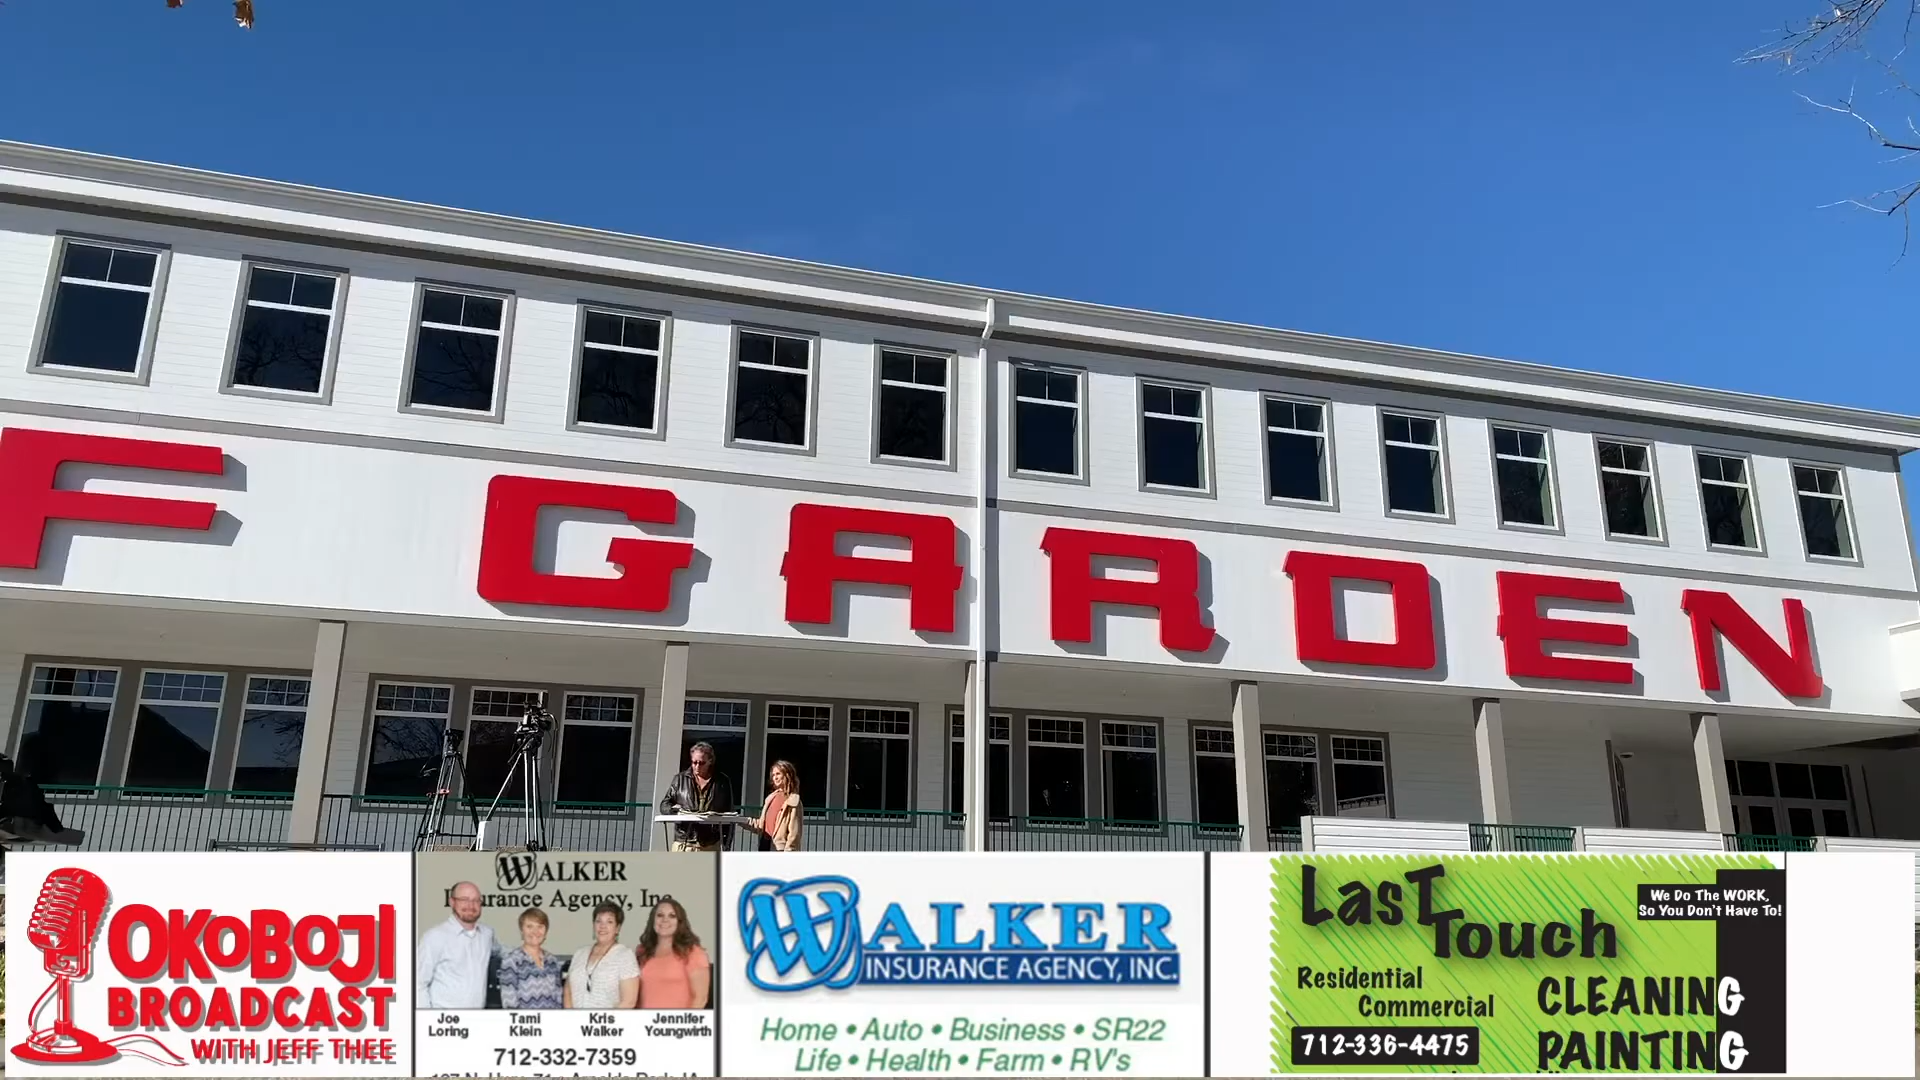 F GARDEN
OKOBOJI
BROADCAST
WITH JEFF THEE
WALKER
Insurance Agency, Inc
Joe Loring
Tami Klein
Kris Walker
Jennifer Youngwirth
712-332-7359
WALKER
INSURANCE AGENCY, INC.
Home • Auto • Business • SR22
Life • Health • Farm • RV's
Last Touch
We Do The WORK,
So You Don't Have To!
Residential
Commercial
CLEANING
712-336-4475
PAINTING